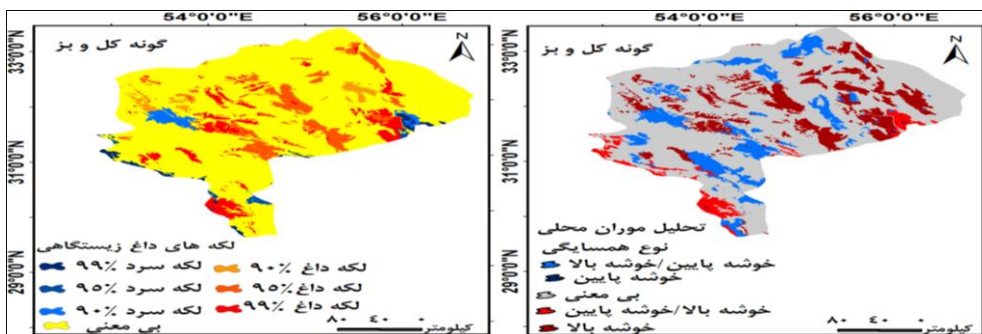 54°0'0"E 56°0'0"E
گونه کل و بز
N
33°0'0"N
31°0'0"N
29°0'0"N
لکه های داغ زیستگاهی
لکه سرد ۹۹%
لکه سرد ۹۵%
لکه سرد ۹۰%
بی معنی
لکه داغ ۹۰%
لکه داغ ۹۵%
لکه داغ ۹۹%
۸۰ ۴۰ ۰
کیلومتر
54°0'0"E 56°0'0"E
گونه کل و بز
N
33°0'0"N
31°0'0"N
29°0'0"N
تحلیل موران محلی
نوع همسایگی
خوشه پایین/خوشه بالا
خوشه پایین
بی معنی
خوشه بالا/خوشه پایین
خوشه بالا
۸۰ ۴۰ ۰
کیلومتر